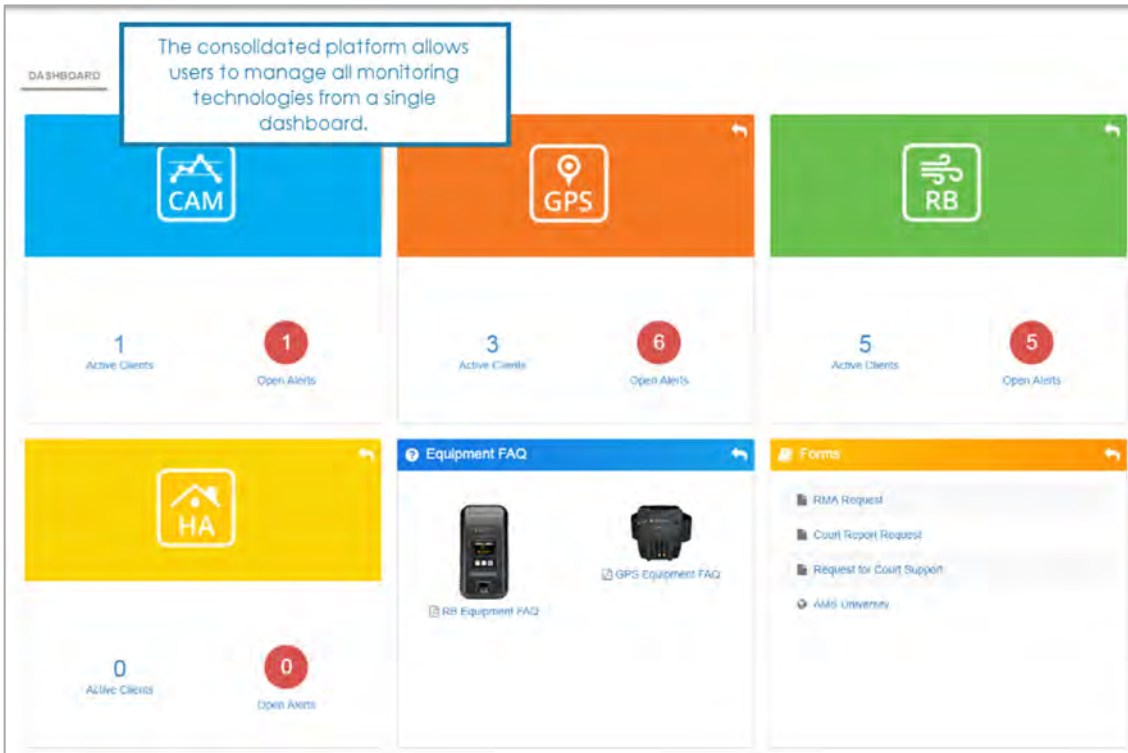 The consolidated platform allows
users to manage all monitoring
technologies from a single
dashboard.
DASHBOARD
CAM
GPS
RB
1
Active Clients
1
Open Alerts
3
Active Clients
6
Open Alerts
5
Active Clients
5
Open Alerts
HA
0
Active Clients
0
Open Alerts
Equipment FAQ
RB Equipment FAQ
GPS Equipment FAQ
Forms
RMA Request
Court Report Request
Request for Court Support
AMS University